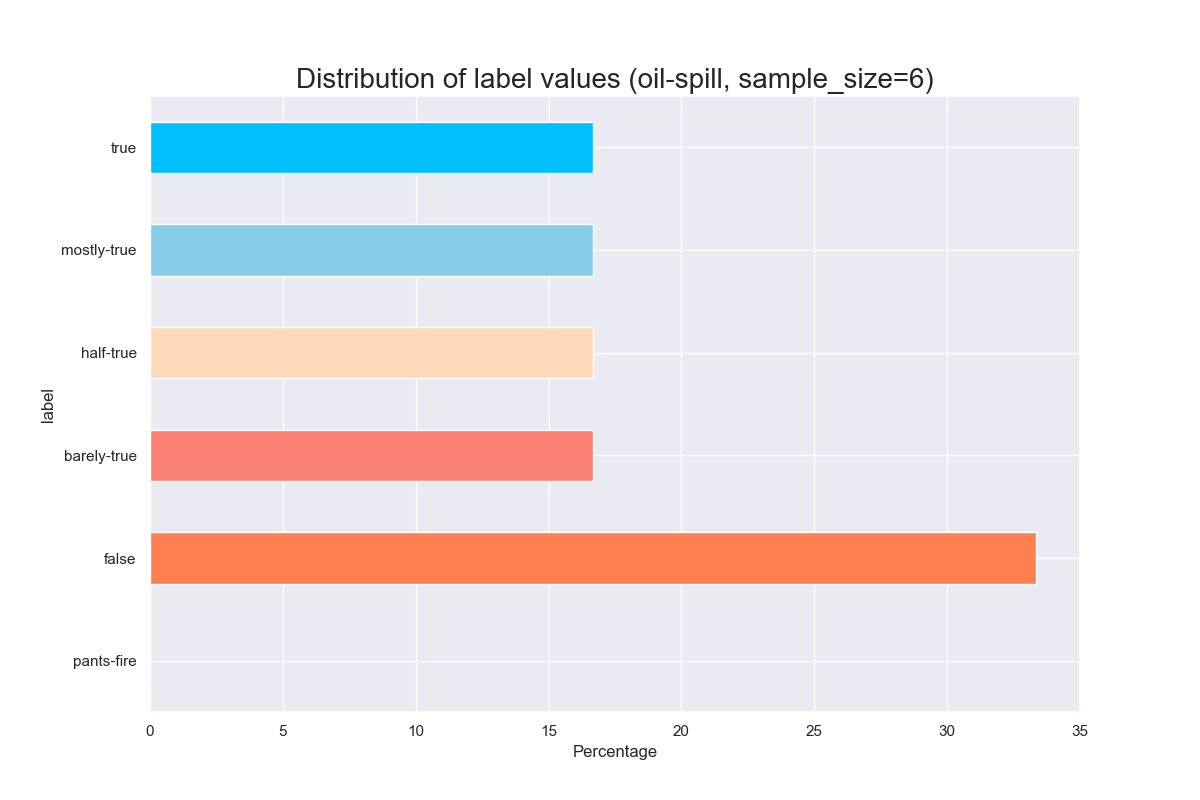 Distribution of label values (oil-spill, sample_size=6)
true
mostly-true
half-true
barely-true
false
pants-fire
label
0 5 10 15 20 25 30 35
Percentage